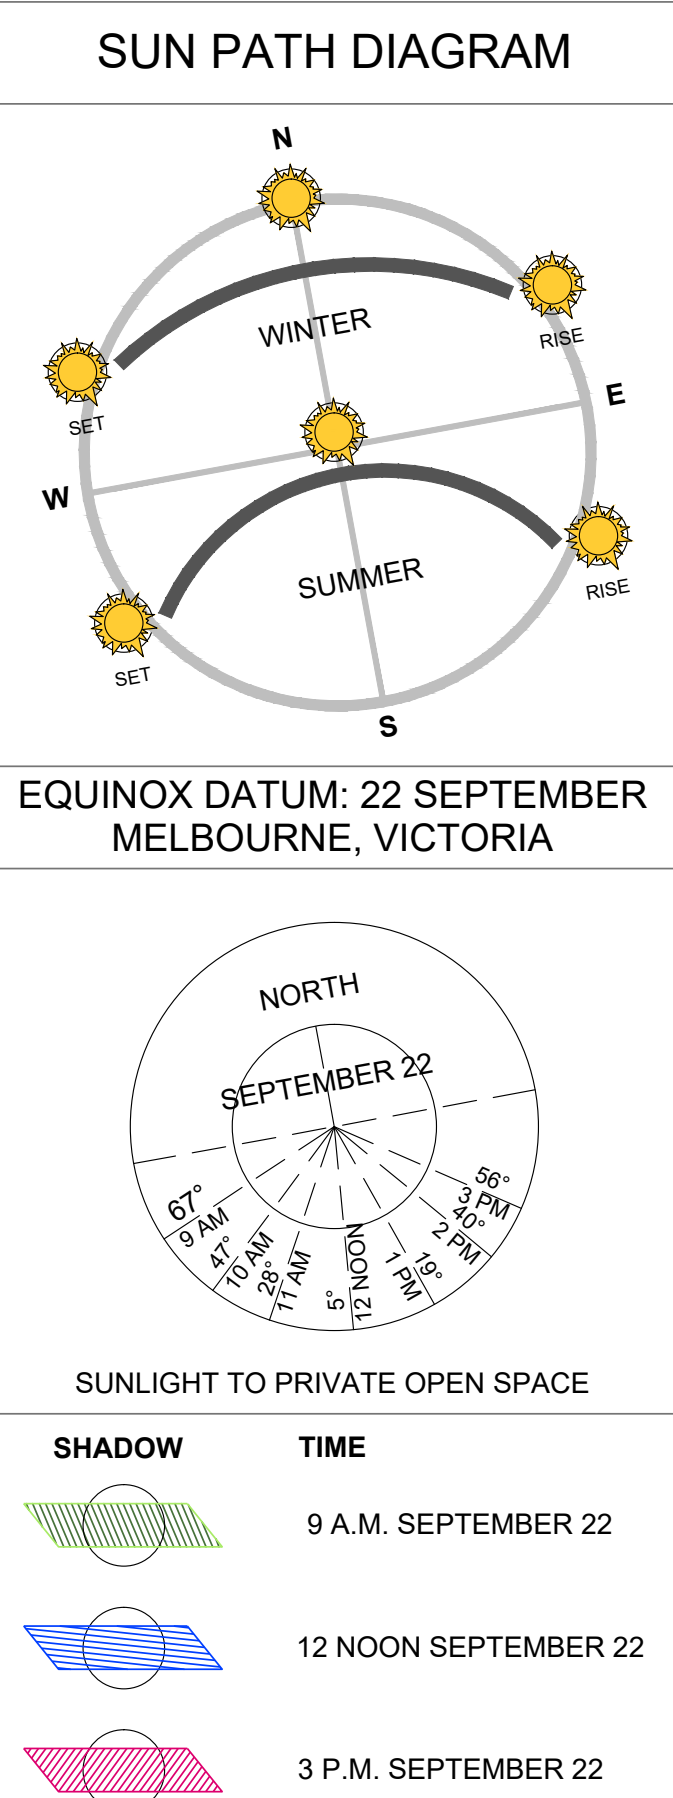 SUN PATH DIAGRAM
N
WINTER
RISE
E
SET
W
SUMMER
RISE
SET
S
EQUINOX DATUM: 22 SEPTEMBER
MELBOURNE, VICTORIA
NORTH
SEPTEMBER 22
67°
9 AM
47°
10 AM
28°
11 AM
5°
12 NOON
1 PM
19°
2 PM
40°
3 PM
56°
SUNLIGHT TO PRIVATE OPEN SPACE
SHADOW TIME
9 A.M. SEPTEMBER 22
12 NOON SEPTEMBER 22
3 P.M. SEPTEMBER 22